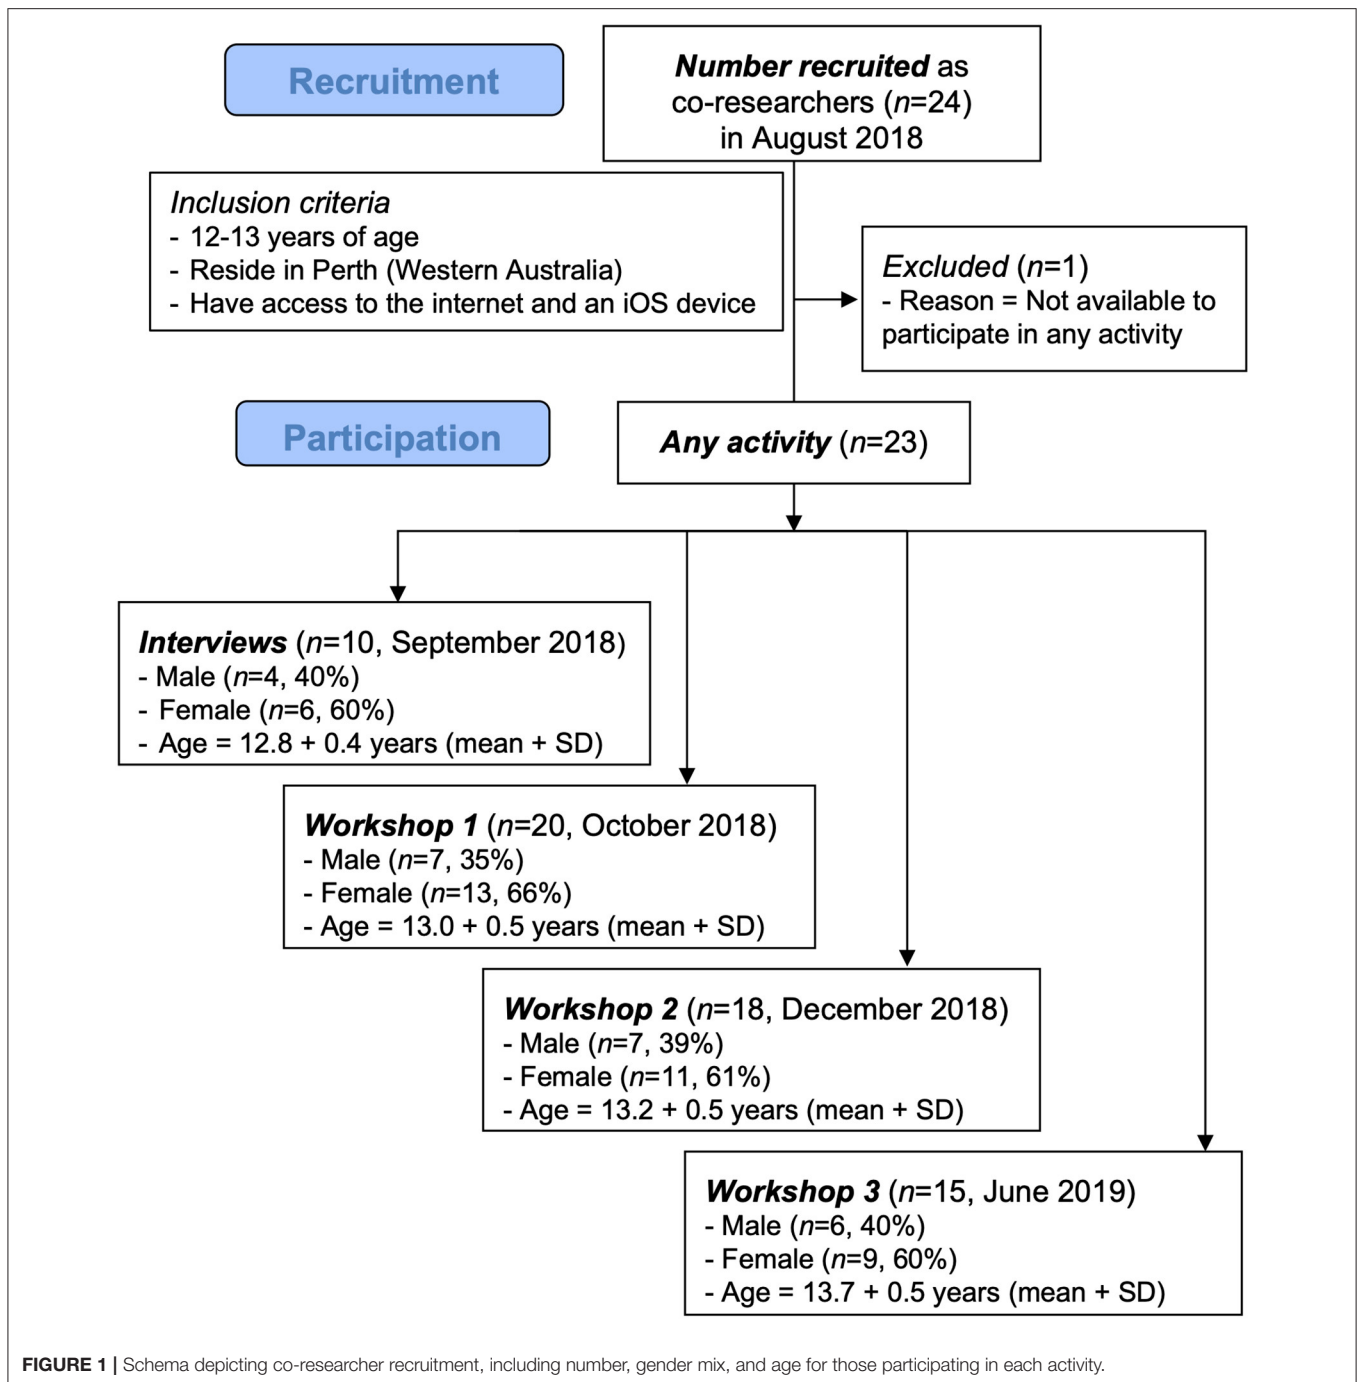 Recruitment
Number recruited as
co-researchers (n=24)
in August 2018
Inclusion criteria
- 12-13 years of age
- Reside in Perth (Western Australia)
- Have access to the internet and an iOS device
Excluded (n=1)
- Reason = Not available to
participate in any activity
Participation
Any activity (n=23)
Interviews (n=10, September 2018)
- Male (n=4, 40%)
- Female (n=6, 60%)
- Age = 12.8 + 0.4 years (mean + SD)
Workshop 1 (n=20, October 2018)
- Male (n=7, 35%)
- Female (n=13, 66%)
- Age = 13.0 + 0.5 years (mean + SD)
Workshop 2 (n=18, December 2018)
- Male (n=7, 39%)
- Female (n=11, 61%)
- Age = 13.2 + 0.5 years (mean + SD)
Workshop 3 (n=15, June 2019)
- Male (n=6, 40%)
- Female (n=9, 60%)
- Age = 13.7 + 0.5 years (mean + SD)
FIGURE 1 | Schema depicting co-researcher recruitment, including number, gender mix, and age for those participating in each activity.